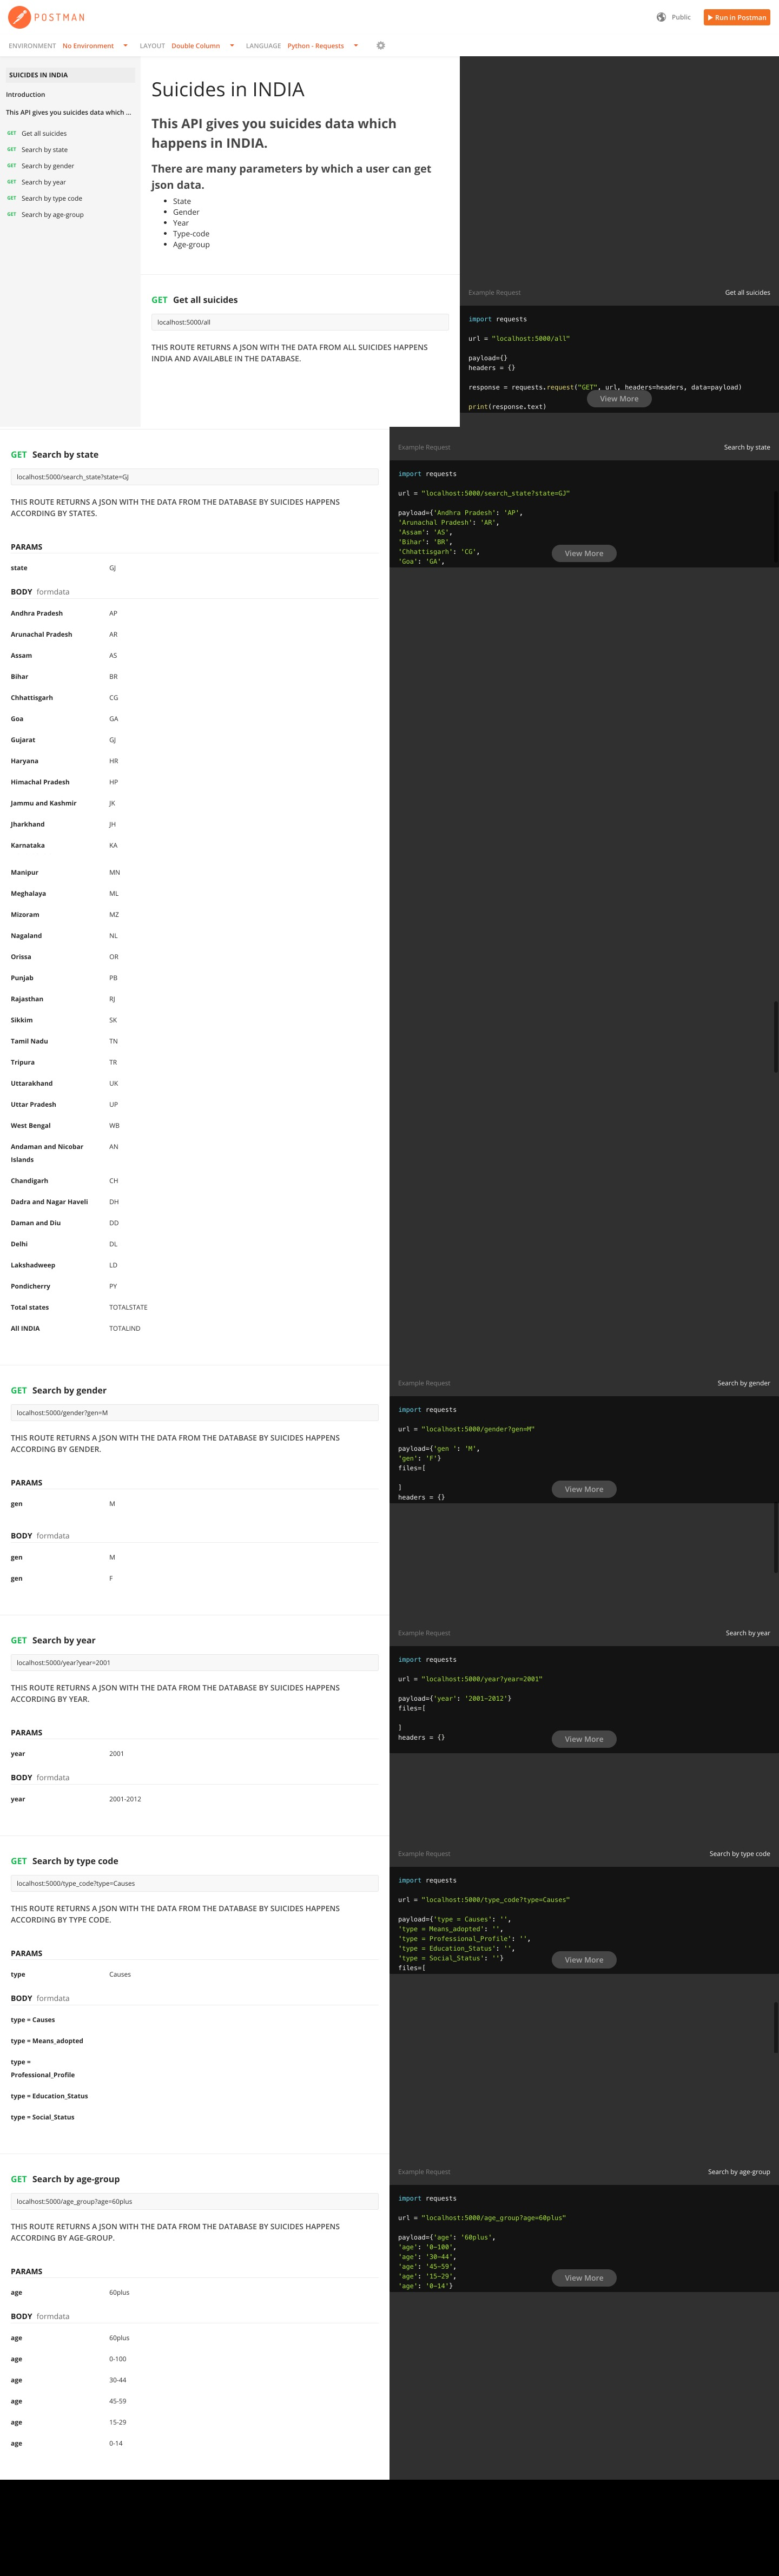 POSTMAN
Public
Run in Postman
ENVIRONMENT No Environment LAYOUT Double Column LANGUAGE Python - Requests
SUICIDES IN INDIA
Introduction
This API gives you suicides data which ...
GET Get all suicides
GET Search by state
GET Search by gender
GET Search by year
GET Search by type code
GET Search by age-group
Suicides in INDIA
This API gives you suicides data which
happens in INDIA.
There are many parameters by which a user can get
json data.
State
Gender
Year
Type-code
Age-group
GET Get all suicides
localhost:5000/all
THIS ROUTE RETURNS A JSON WITH THE DATA FROM ALL SUICIDES HAPPENS
INDIA AND AVAILABLE IN THE DATABASE.
Example Request Get all suicides
import requests
url = "localhost:5000/all"
payload={}
headers = {}
response = requests.request("GET", url, headers=headers, data=payload)
View More
print(response.text)
GET Search by state
localhost:5000/search_state?state=GJ
THIS ROUTE RETURNS A JSON WITH THE DATA FROM THE DATABASE BY SUICIDES HAPPENS
ACCORDING BY STATES.
PARAMS
state GJ
BODY formdata
Andhra Pradesh AP
Arunachal Pradesh AR
Assam AS
Bihar BR
Chhattisgarh CG
Goa GA
Gujarat GJ
Haryana HR
Himachal Pradesh HP
Jammu and Kashmir JK
Jharkhand JH
Karnataka KA
Manipur MN
Meghalaya ML
Mizoram MZ
Nagaland NL
Orissa OR
Punjab PB
Rajasthan RJ
Sikkim SK
Tamil Nadu TN
Tripura TR
Uttarakhand UK
Uttar Pradesh UP
West Bengal WB
Andaman and Nicobar AN
Islands
Chandigarh CH
Dadra and Nagar Haveli DH
Daman and Diu DD
Delhi DL
Lakshadweep LD
Pondicherry PY
Total states TOTALSTATE
All INDIA TOTALIND
Example Request Search by state
import requests
url = "localhost:5000/search_state?state=GJ"
payload={'Andhra Pradesh': 'AP',
'Arunachal Pradesh': 'AR',
'Assam': 'AS',
'Bihar': 'BR',
'Chhattisgarh': 'CG',
'Goa': 'GA',
View More
GET Search by gender
localhost:5000/gender?gen=M
THIS ROUTE RETURNS A JSON WITH THE DATA FROM THE DATABASE BY SUICIDES HAPPENS
ACCORDING BY GENDER.
PARAMS
gen M
BODY formdata
gen M
gen F
Example Request Search by gender
import requests
url = "localhost:5000/gender?gen=M"
payload={'gen ': 'M',
'gen': 'F'}
files=[
]
headers = {}
View More
GET Search by year
localhost:5000/year?year=2001
THIS ROUTE RETURNS A JSON WITH THE DATA FROM THE DATABASE BY SUICIDES HAPPENS
ACCORDING BY YEAR.
PARAMS
year 2001
BODY formdata
year 2001-2012
Example Request Search by year
import requests
url = "localhost:5000/year?year=2001"
payload={'year': '2001-2012'}
files=[
]
headers = {}
View More
GET Search by type code
localhost:5000/type_code?type=Causes
THIS ROUTE RETURNS A JSON WITH THE DATA FROM THE DATABASE BY SUICIDES HAPPENS
ACCORDING BY TYPE CODE.
PARAMS
type Causes
BODY formdata
type = Causes
type = Means_adopted
type =
Professional_Profile
type = Education_Status
type = Social_Status
Example Request Search by type code
import requests
url = "localhost:5000/type_code?type=Causes"
payload={'type = Causes': '',
'type = Means_adopted': '',
'type = Professional_Profile': '',
'type = Education_Status': '',
'type = Social_Status': ''}
files=[
View More
GET Search by age-group
localhost:5000/age_group?age=60plus
THIS ROUTE RETURNS A JSON WITH THE DATA FROM THE DATABASE BY SUICIDES HAPPENS
ACCORDING BY AGE-GROUP.
PARAMS
age 60plus
BODY formdata
age 60plus
age 0-100
age 30-44
age 45-59
age 15-29
age 0-14
Example Request Search by age-group
import requests
url = "localhost:5000/age_group?age=60plus"
payload={'age': '60plus',
'age': '0-100',
'age': '30-44',
'age': '45-59',
'age': '15-29',
'age': '0-14'}
View More